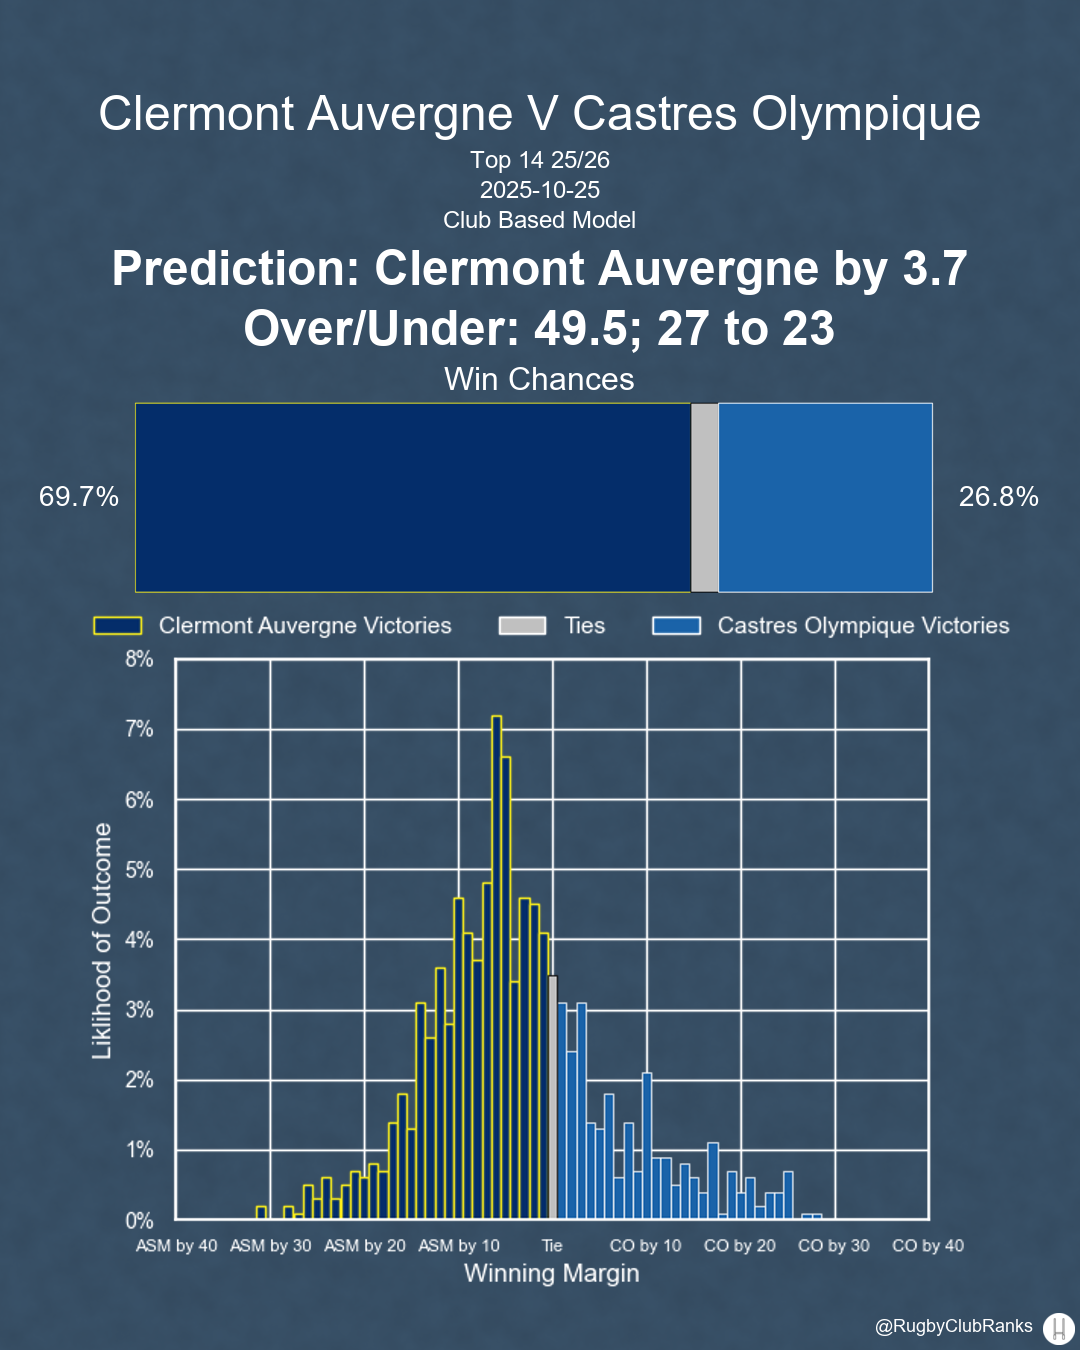 Clermont Auvergne V Castres Olympique
Top 14 25/26
2025-10-25
Club Based Model
Prediction: Clermont Auvergne by 3.7
Over/Under: 49.5; 27 to 23
Win Chances
69.7%
26.8%
Clermont Auvergne Victories
Ties
Castres Olympique Victories
8%
7%
6%
5%
4%
3%
2%
1%
0%
Liklihood of Outcome
ASM by 40
ASM by 30
ASM by 20
ASM by 10
Tie
CO by 10
CO by 20
CO by 30
CO by 40
Winning Margin
@RugbyClubRanks